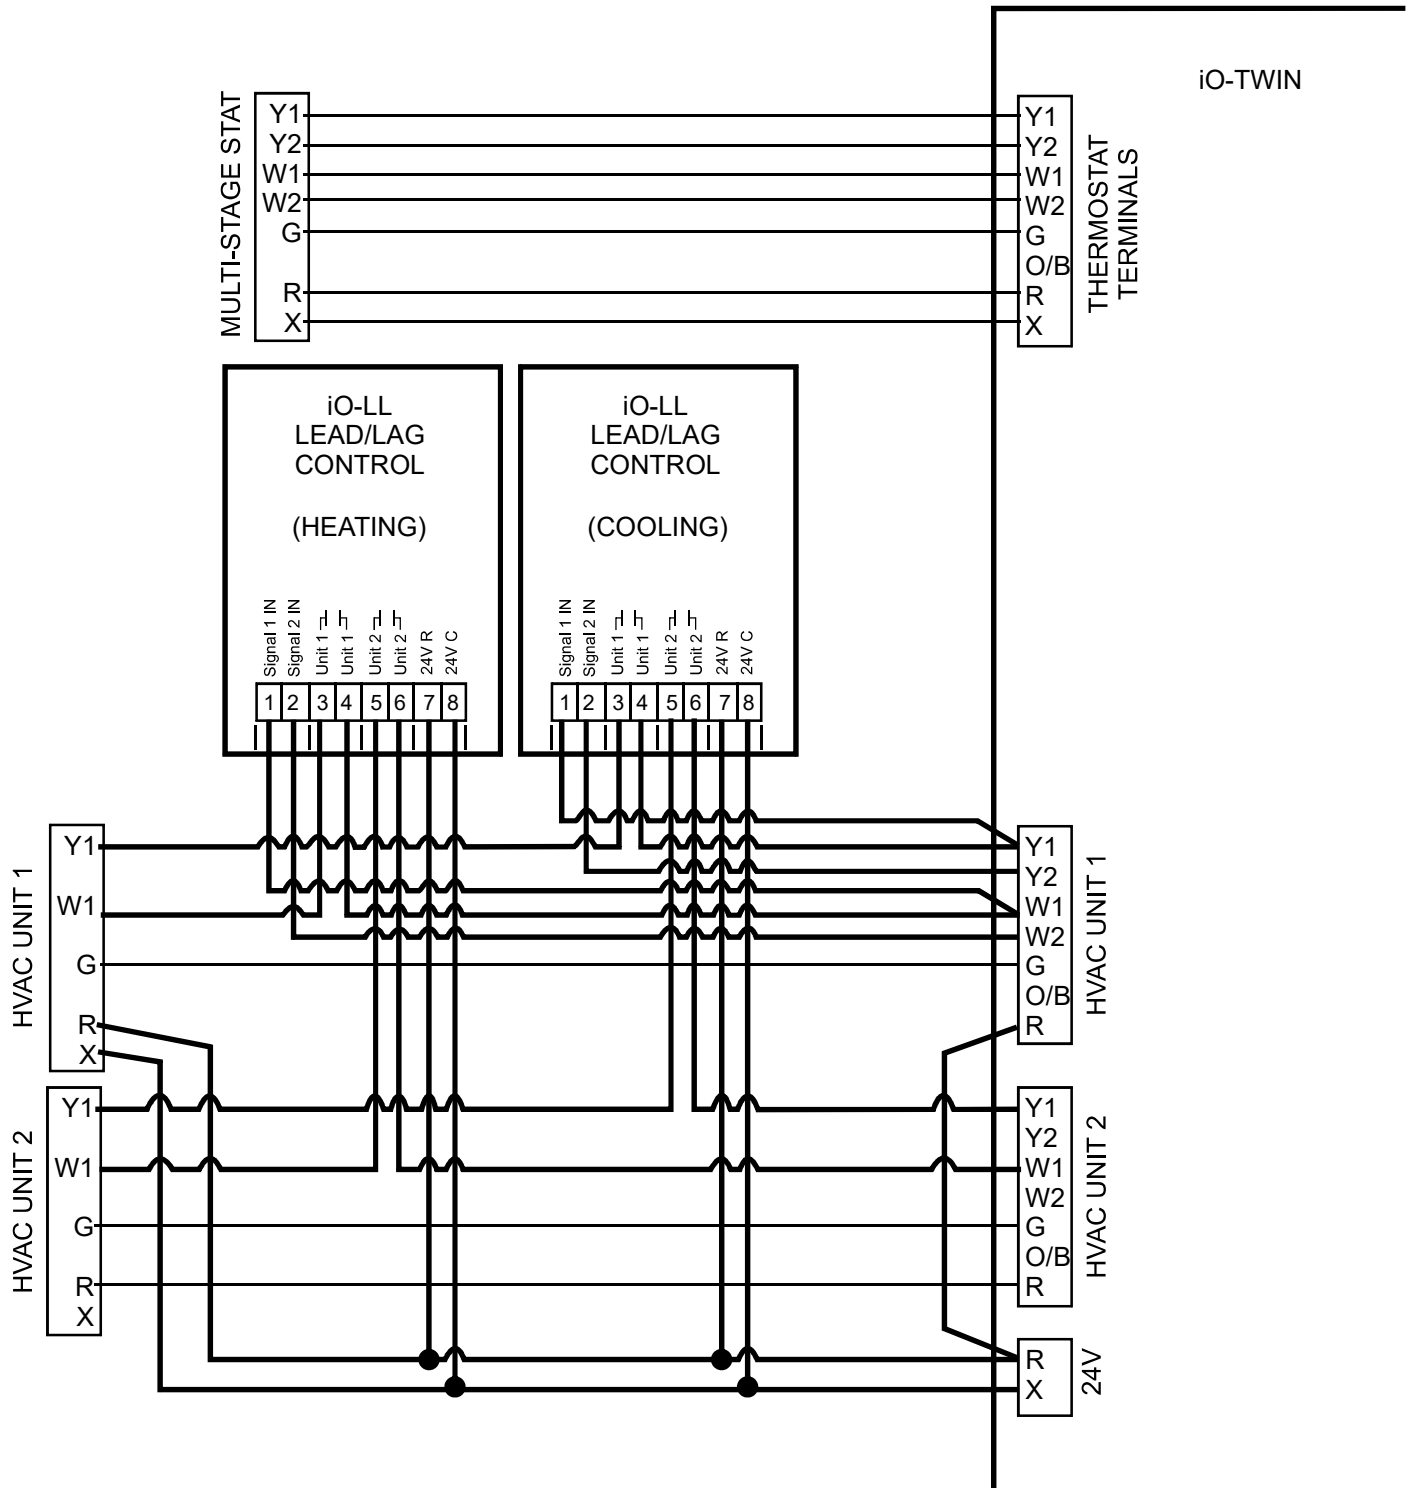 iO-TWIN
MULTI-STAGE STAT
Y1
Y2
W1
W2
G
R
X
Y1
Y2
W1
W2
G
O/B
R
X
THERMOSTAT
TERMINALS
iO-LL
LEAD/LAG
CONTROL
(HEATING)
Signal 1 IN
Signal 2 IN
Unit 1
Unit 1
Unit 2
Unit 2
24V R
24V C
1 2 3 4 5 6 7 8
iO-LL
LEAD/LAG
CONTROL
(COOLING)
Signal 1 IN
Signal 2 IN
Unit 1
Unit 1
Unit 2
Unit 2
24V R
24V C
1 2 3 4 5 6 7 8
HVAC UNIT 1
Y1
W1
G
R
X
Y1
Y2
W1
W2
G
O/B
R
HVAC UNIT 1
HVAC UNIT 2
Y1
W1
G
R
X
Y1
Y2
W1
W2
G
O/B
R
HVAC UNIT 2
R
X
24V